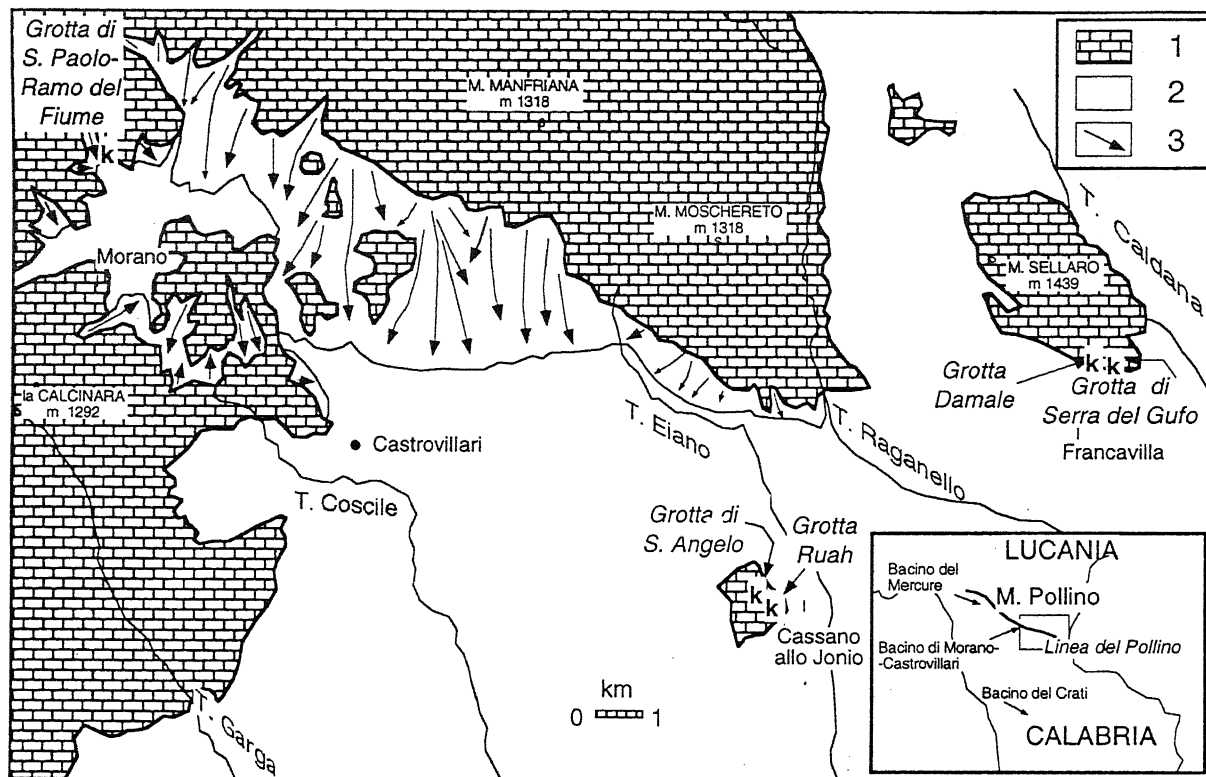 Grotta di
S. Paolo-
Ramo del
Fiume
k
M. MANFRIANA
m 1318
1
2
3
M. MOSCHERETO
m 1318
T. Caldana
M. SELLARO
m 1439
Morano
k k
Grotta
Damale
Grotta di
Serra del Gufo
Francavilla
la CALCINARA
m 1292
Castrovillari
T. Eiano
T. Raganello
T. Coscile
Grotta di
S. Angelo
Grotta
Ruah
k
k
Cassano
allo Jonio
km
0 1
T. Garga
LUCANIA
Bacino del
Mercure
M. Pollino
Bacino di Morano-
-Castrovillari
Linea del Pollino
Bacino del Crati
CALABRIA